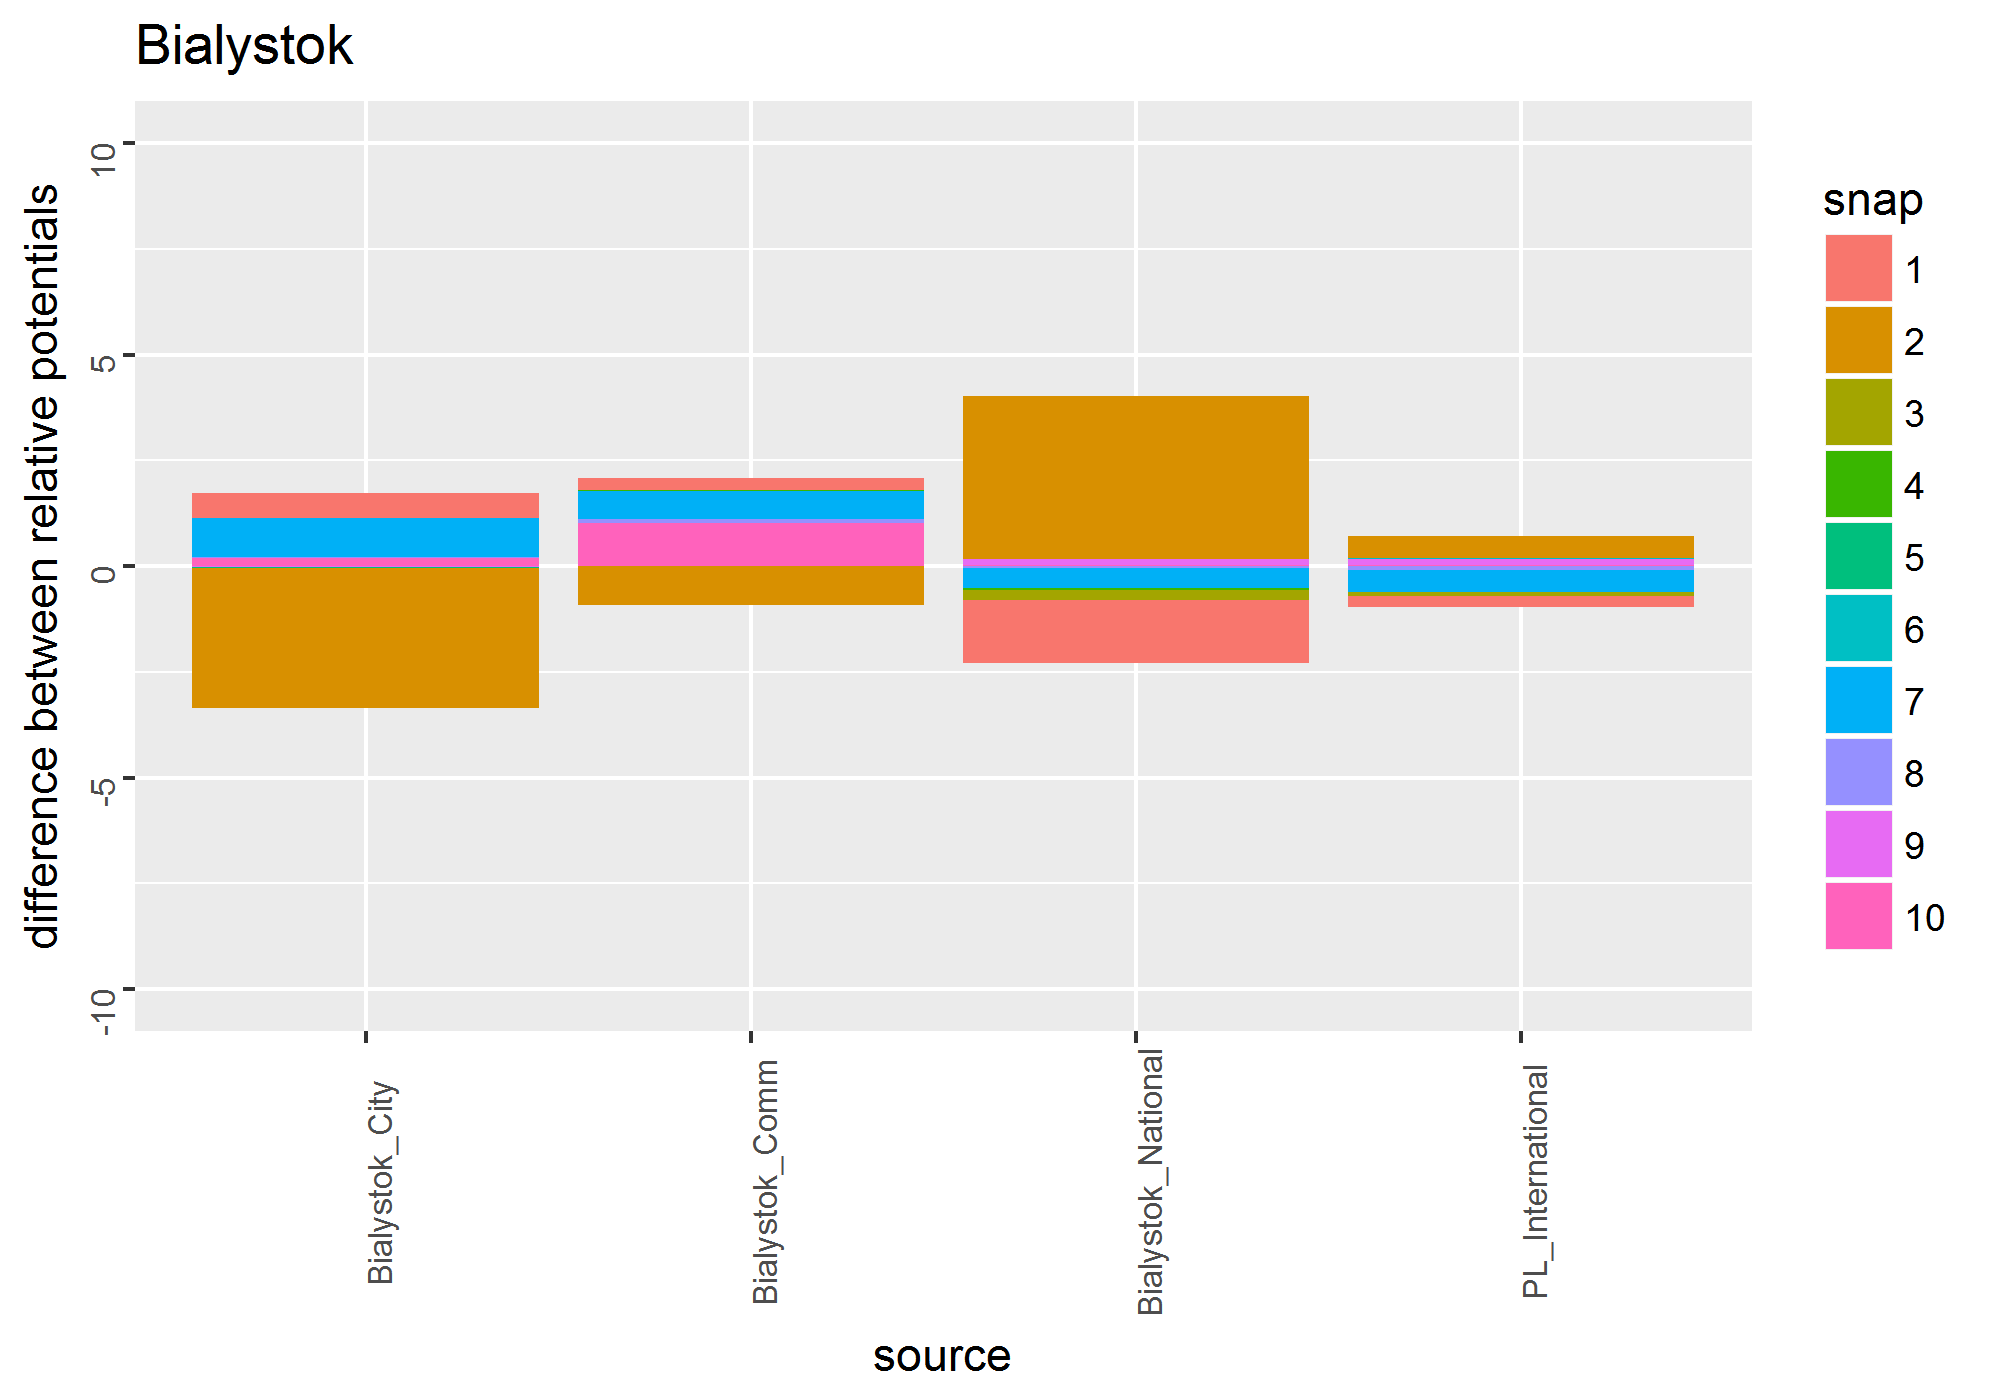 Bialystok
difference between relative potentials
10
5
0
-5
-10
Bialystok_City
Bialystok_Comm
Bialystok_National
PL_International
source
snap
1
2
3
4
5
6
7
8
9
10